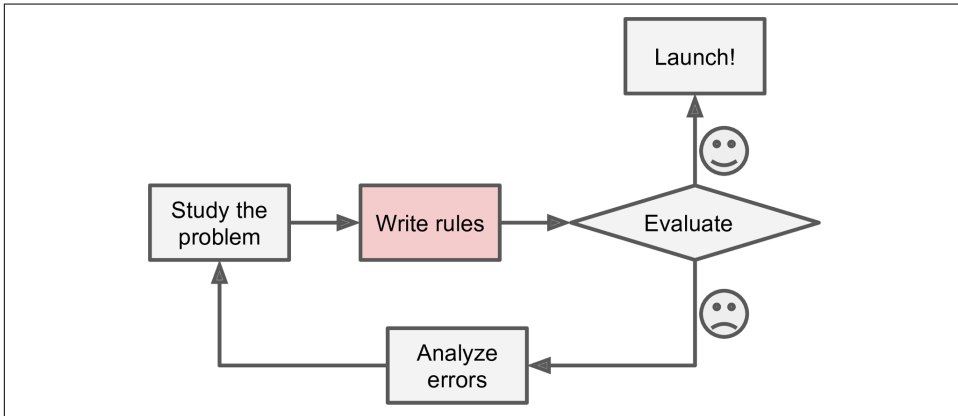 Launch!
Study the
problem
Write rules
Evaluate
Analyze
errors